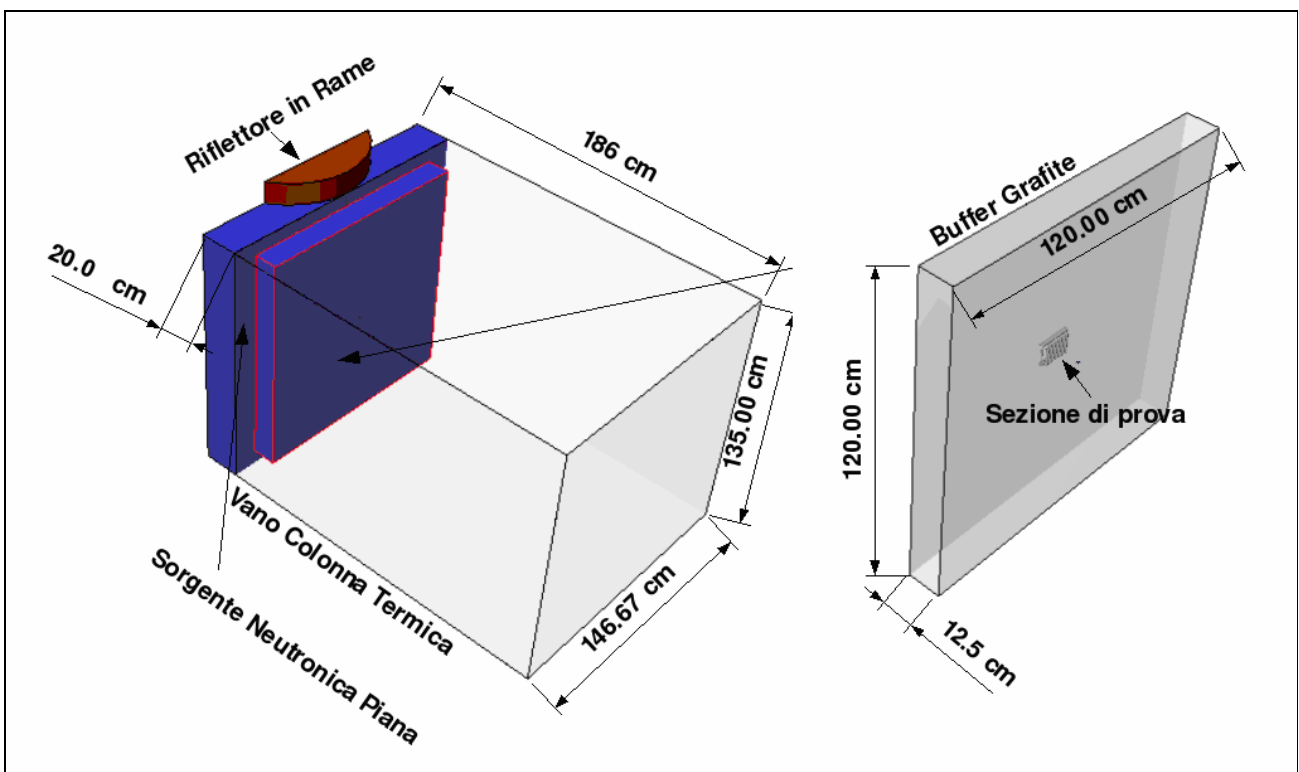 Riflettore in Rame
186 cm
20.0 cm
135.00 cm
146.67 cm
Vano Colonna Termica
Sorgente Neutronica Piana
Buffer Grafite
120.00 cm
120.00 cm
Sezione di prova
12.5 cm